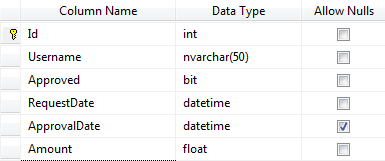 Column Name Data Type Allow Nulls
Id int
Username nvarchar(50)
Approved bit
RequestDate datetime
ApprovalDate datetime
Amount float